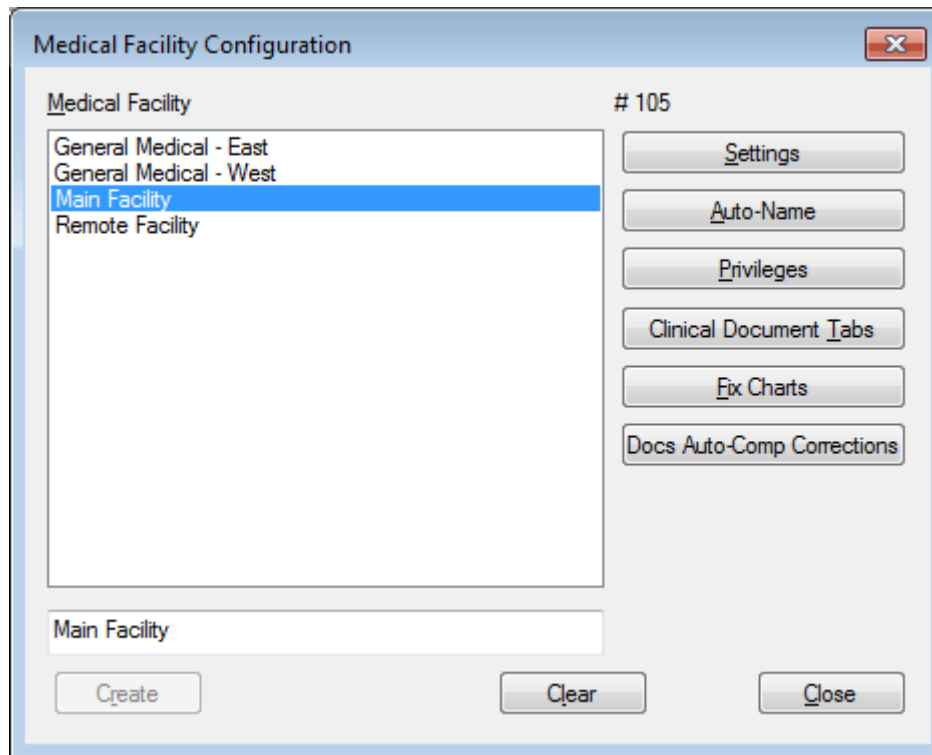 Medical Facility Configuration
Medical Facility
# 105
General Medical - East
General Medical - West
Main Facility
Remote Facility
Settings
Auto-Name
Privileges
Clinical Document Tabs
Fix Charts
Docs Auto-Comp Corrections
Main Facility
Create
Clear
Close